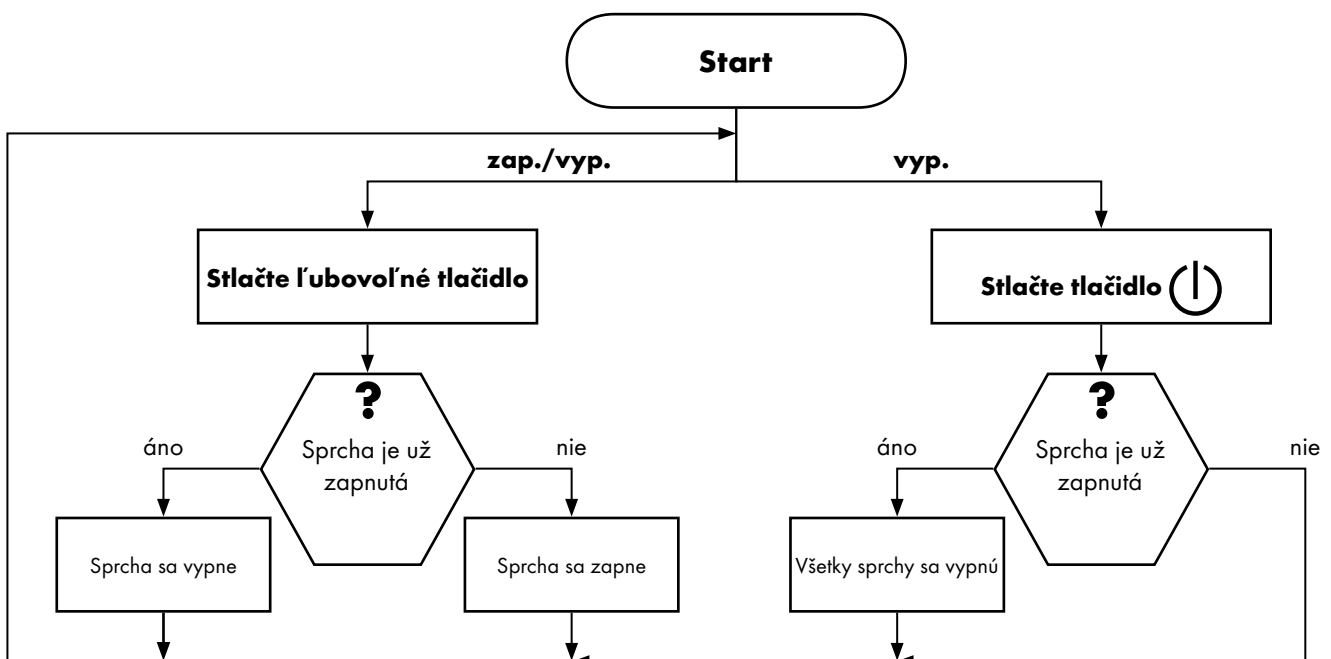 Start
zap./vyp.
vyp.
Stlačte ľubovoľné tlačidlo
Stlačte tlačidlo
?
Sprcha je už
zapnutá
áno
nie
Sprcha sa vypne
Sprcha sa zapne
?
Sprcha je už
zapnutá
áno
nie
Všetky sprchy sa vypnú